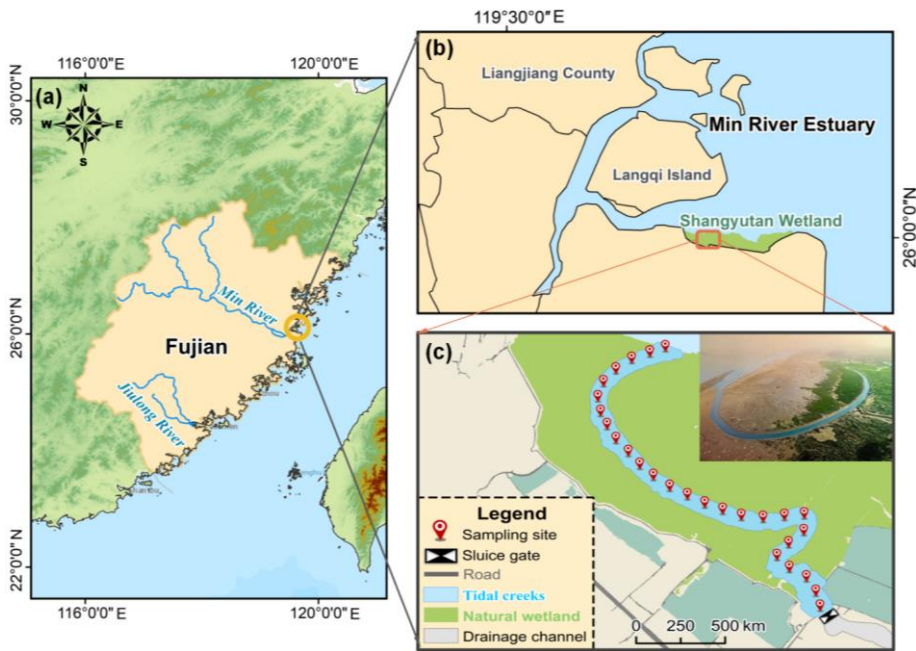 (a)
N
W E
S
116°0'0"E
120°0'0"E
30°0'0"N
26°0'0"N
22°0'0"N
Min River
Fujian
Jiulong River
116°0'0"E
120°0'0"E
119°30'0"E
(b)
Liangjiang County
Min River Estuary
Langqi Island
Shangyutan Wetland
26°0'0"N
(c)
Legend
Sampling site
Sluice gate
Road
Tidal creeks
Natural wetland
Drainage channel
0 250 500 km